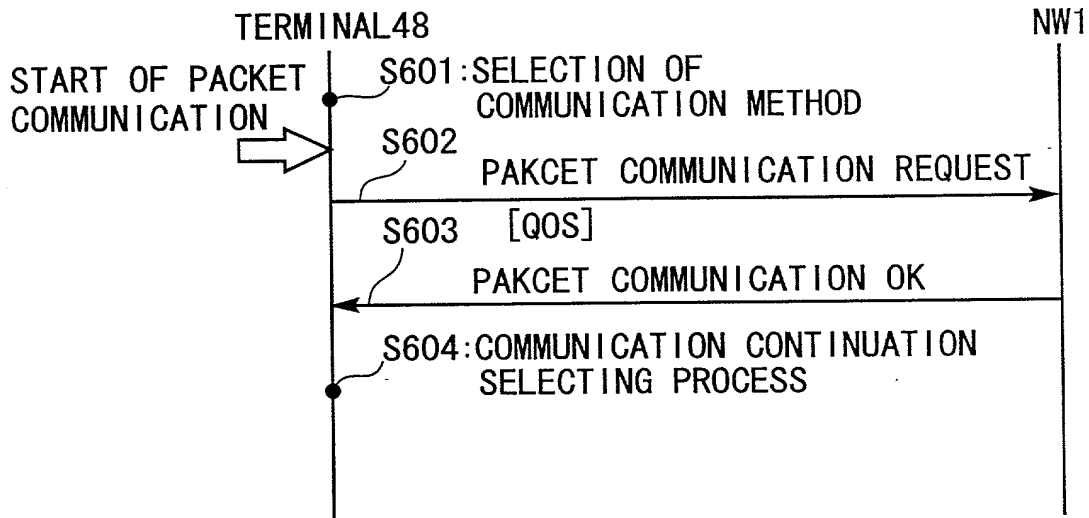 TERMINAL48
NW1
START OF PACKET
COMMUNICATION
S601:SELECTION OF
COMMUNICATION METHOD
S602
PAKCET COMMUNICATION REQUEST
S603
[QOS]
PAKCET COMMUNICATION OK
S604:COMMUNICATION CONTINUATION
SELECTING PROCESS